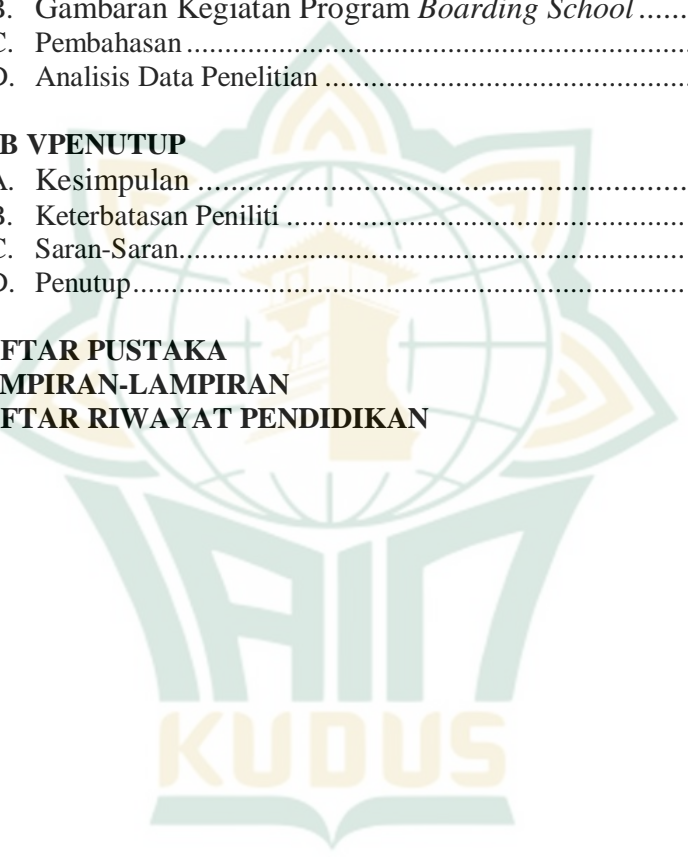 B. Gambaran Kegiatan Program Boarding School ......
C. Pembahasan ......................................................................
D. Analisis Data Penelitian ................................................
B VPENUTUP
A. Kesimpulan ..............................................................
B. Keterbatasan Peniliti ......................................................
C. Saran-Saran......................................................................
D. Penutup............................................................................
FTAR PUSTAKA
MPIRAN-LAMPIRAN
FTAR RIWAYAT PENDIDIKAN
IAIN
KUDUS